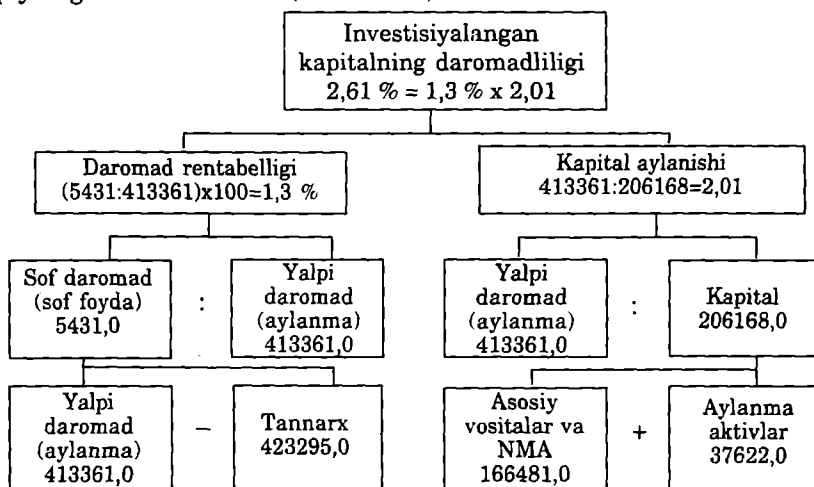 Investisiyalangan
kapitalning daromadliligi
2,61 % = 1,3 % x 2,01
Daromad rentabelligi
(5431:413361)x100=1,3 %
Kapital aylanishi
413361:206168=2,01
Sof daromad
(sof foyda)
5431,0
:
Yalpi
daromad
(aylanma)
413361,0
Yalpi
daromad
(aylanma)
413361,0
:
Kapital
206168,0
Yalpi
daromad
(aylanma)
413361,0
–
Tannarx
423295,0
Asosiy
vositalar va
NMA
166481,0
+
Aylanma
aktivlar
37622,0